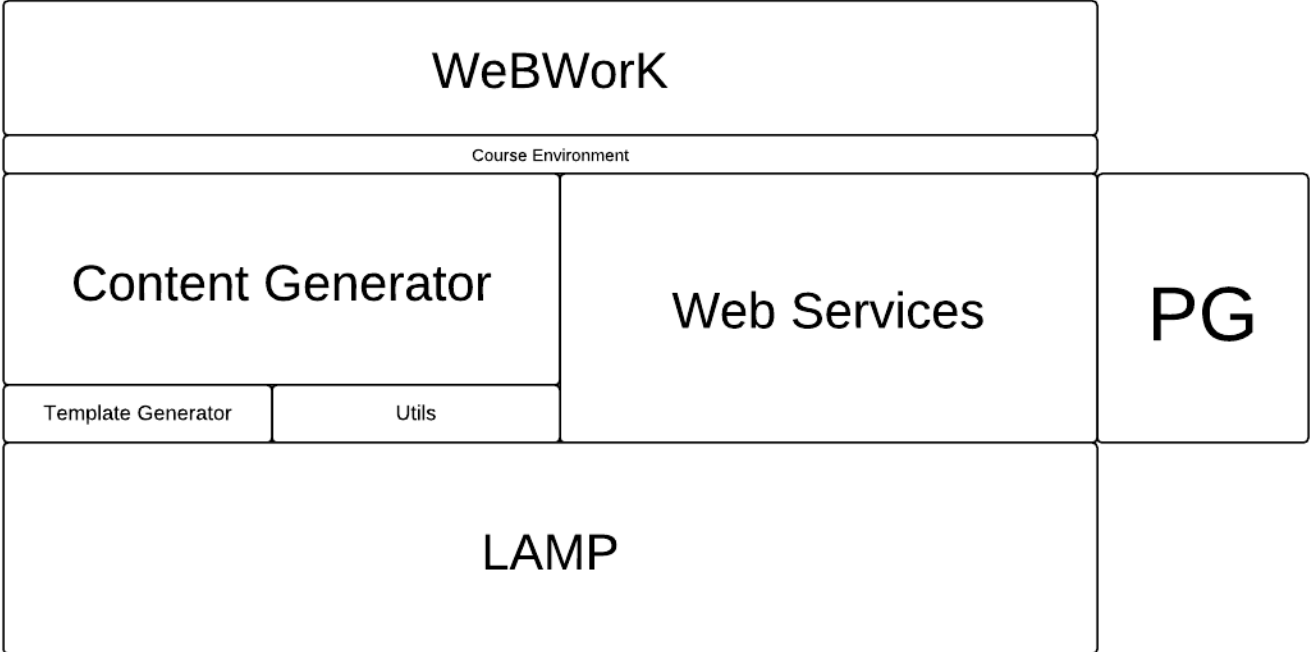 WeBWorK
Course Environment
Content Generator
Web Services
PG
Template Generator
Utils
LAMP